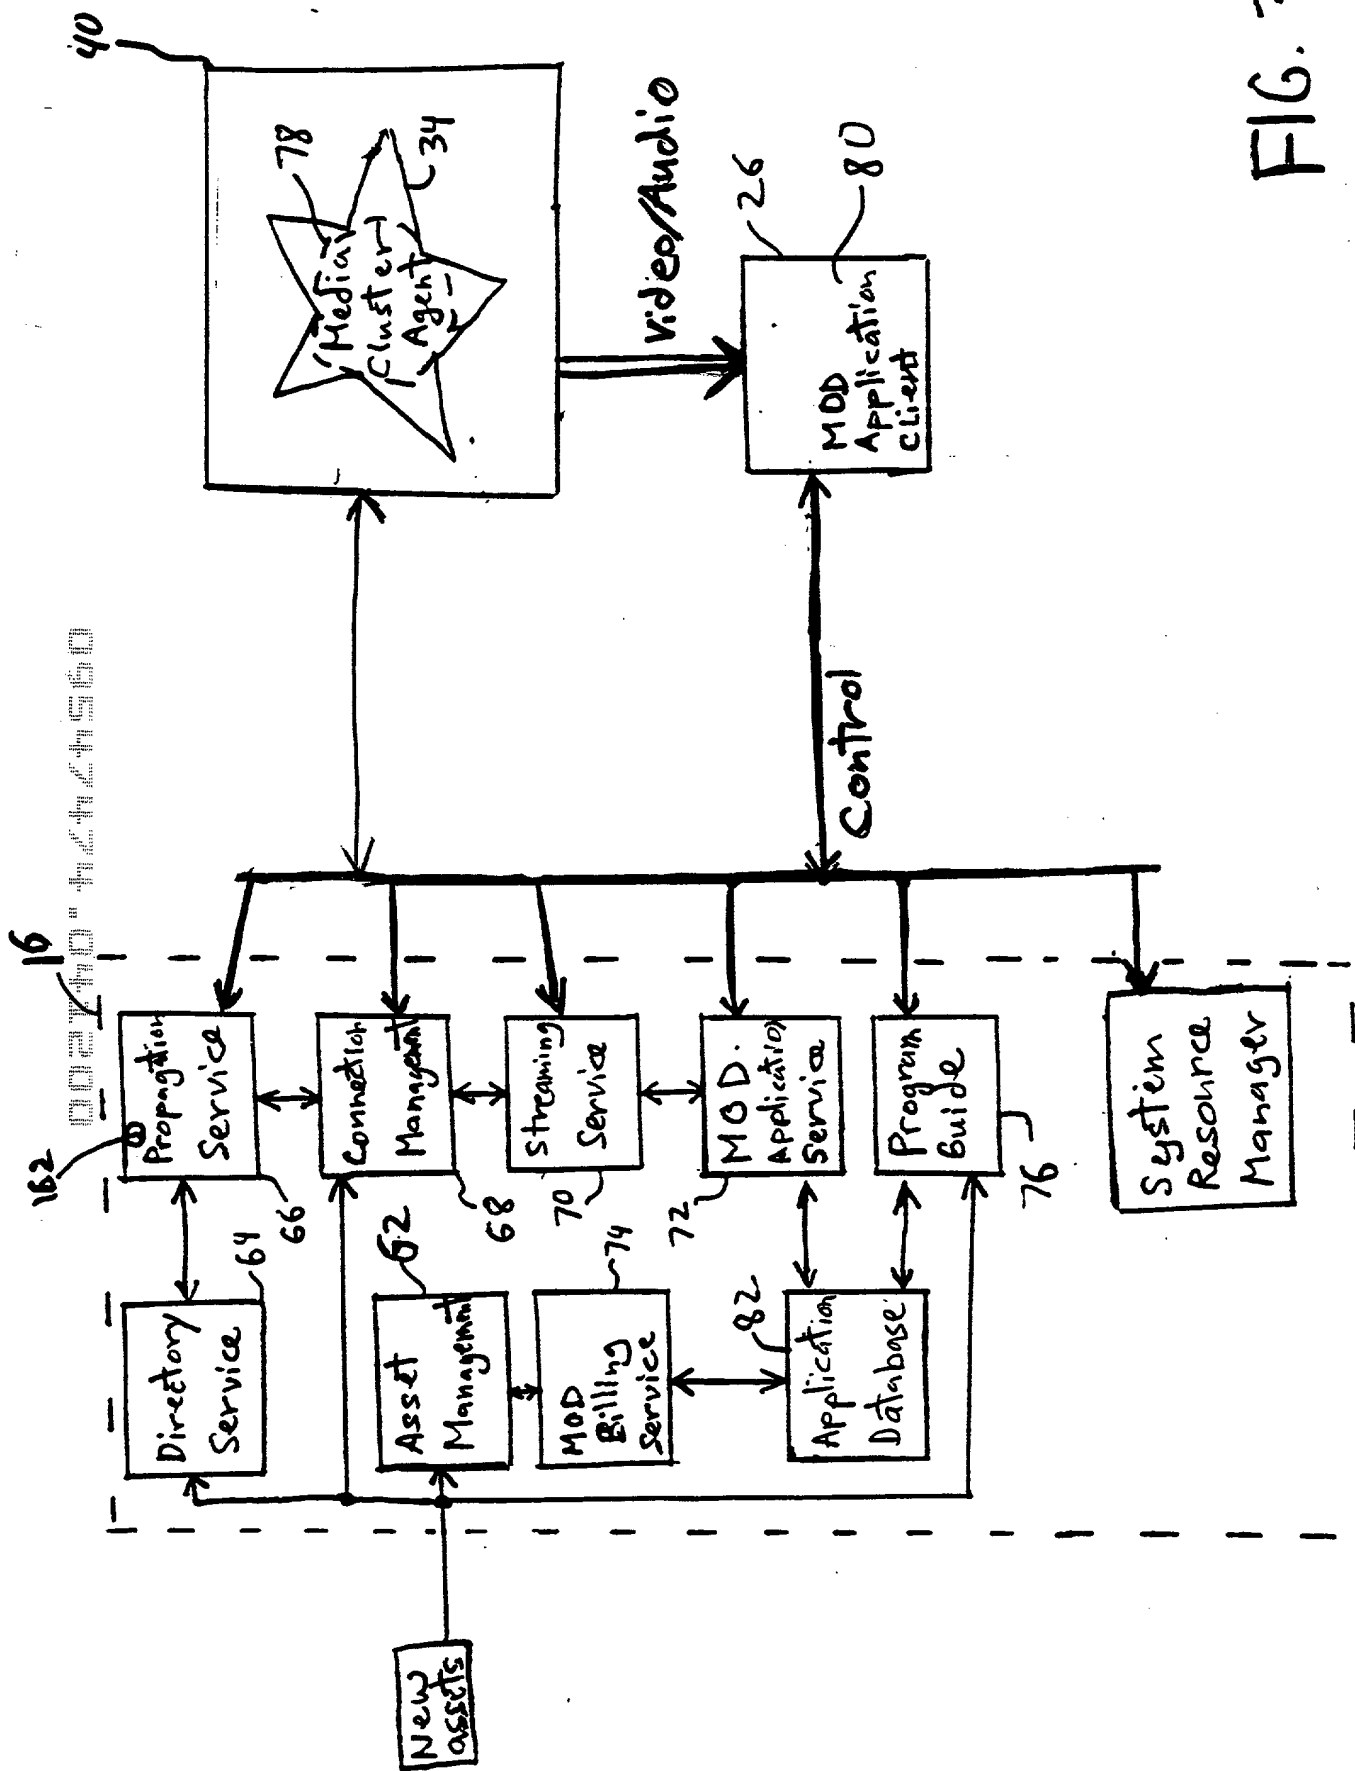 16
162
Propagation
Service
66
Directory
Service
64
Connection
Management
68
Asset
Management
62
Streaming
Service
70
MOD
Billing
Service
74
MOD.
Application
Service
72
Application
Database
82
Program
Guide
76
System
Resource
Manager
New
assets
40
Media
Cluster
Agent
78
34
Video/Audio
Control
MOD
Application
Client
26
80
FIG.